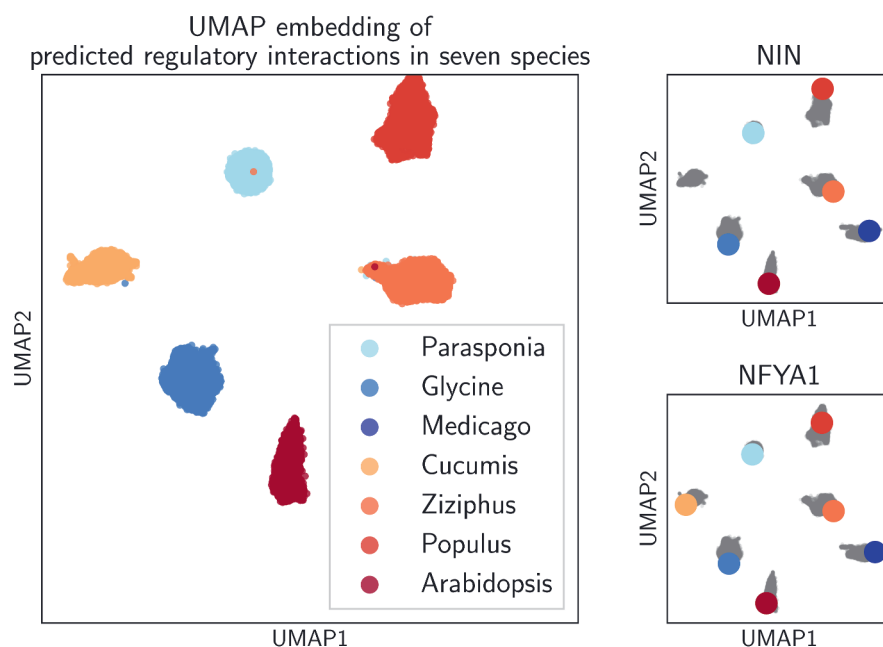 UMAP embedding of
predicted regulatory interactions in seven species
UMAP2
UMAP1
Parasponia
Glycine
Medicago
Cucumis
Ziziphus
Populus
Arabidopsis
NIN
UMAP2
UMAP1
NFYA1
UMAP2
UMAP1